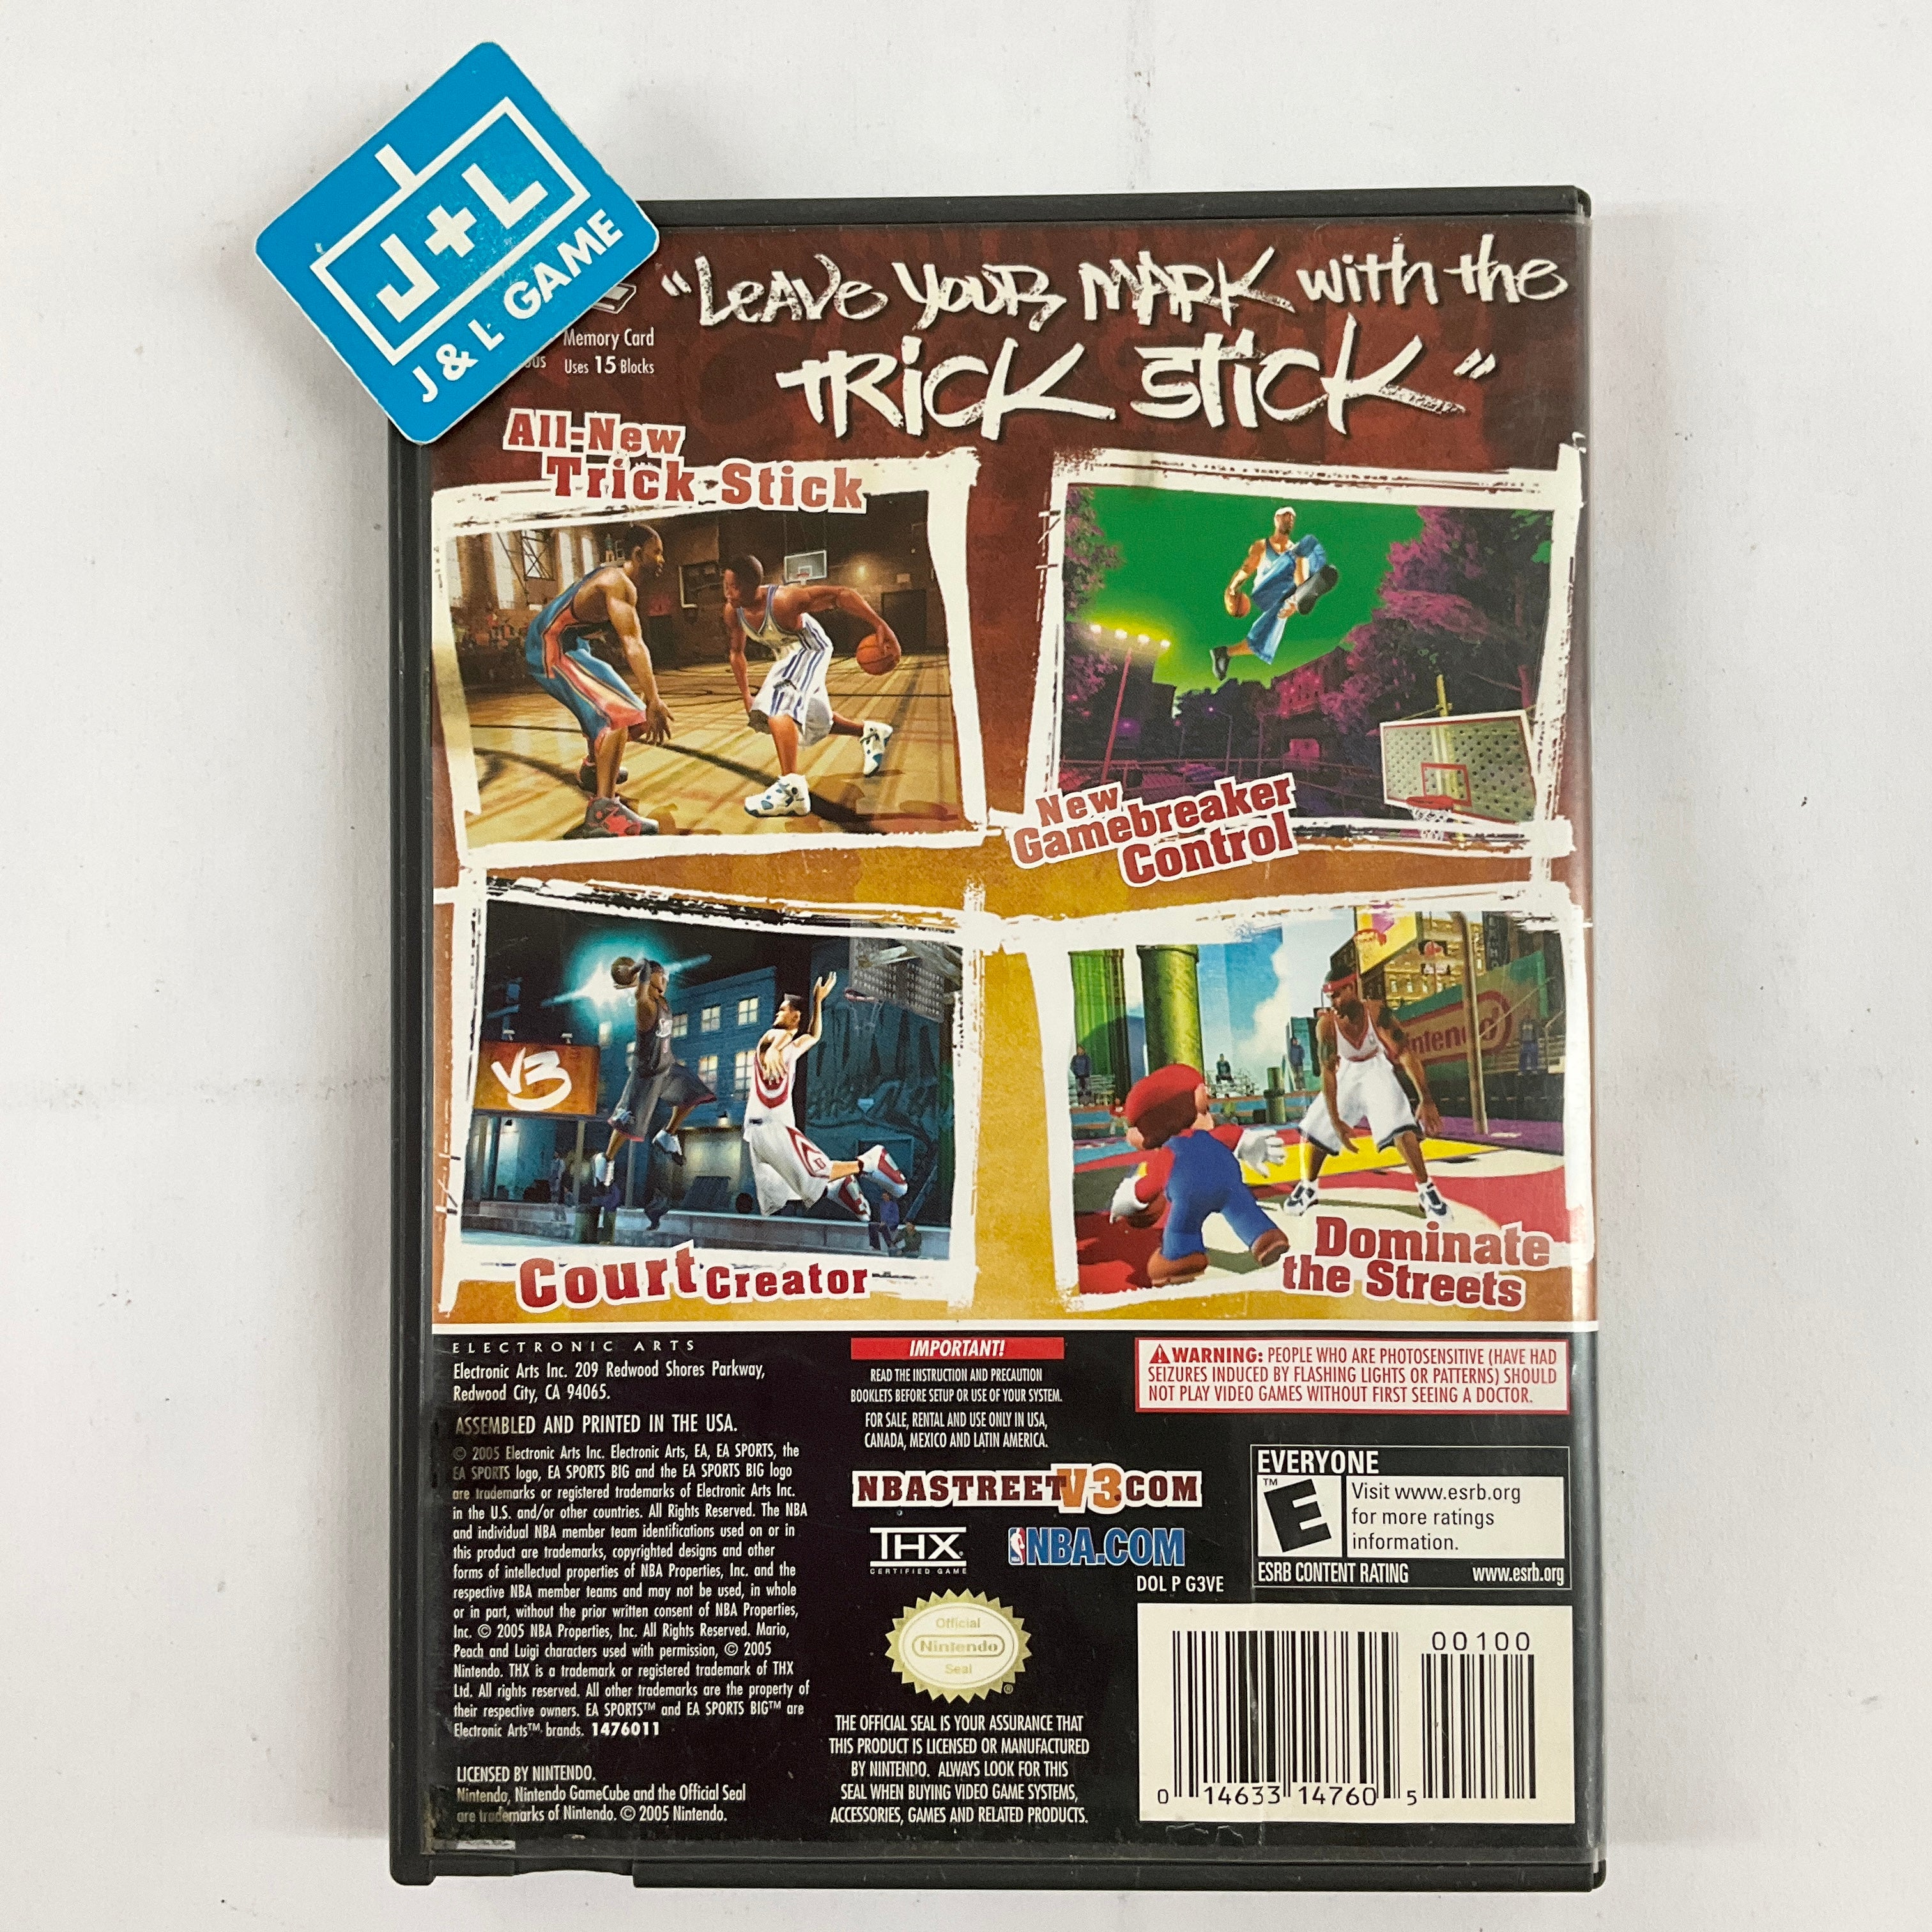 J+L
J & L GAME
Memory Card
Uses 15 Blocks
"LEAVE YOUR MARK with the
TRICK STICK"
All-New
Trick Stick
New
Gamebreaker
Control
V3
Nintendo
Court Creator
Dominate
the Streets
ELECTRONIC ARTS
Electronic Arts Inc. 209 Redwood Shores Parkway,
Redwood City, CA 94065.
ASSEMBLED AND PRINTED IN THE USA.
© 2005 Electronic Arts Inc. Electronic Arts, EA, EA SPORTS, the
EA SPORTS logo, EA SPORTS BIG and the EA SPORTS BIG logo
are trademarks or registered trademarks of Electronic Arts Inc.
in the U.S. and/or other countries. All Rights Reserved. The NBA
and individual NBA member team identifications used on or in
this product are trademarks, copyrighted designs and other
forms of intellectual properties of NBA Properties, Inc. and the
respective NBA member teams and may not be used, in whole
or in part, without the prior written consent of NBA Properties,
Inc. © 2005 NBA Properties, Inc. All Rights Reserved. Mario,
Peach and Luigi characters used with permission, © 2005
Nintendo. THX is a trademark or registered trademark of THX
Ltd. All rights reserved. All other trademarks are the property of
their respective owners. EA SPORTS™ and EA SPORTS BIG™ are
Electronic Arts™ brands. 1476011
LICENSED BY NINTENDO.
Nintendo, Nintendo GameCube and the Official Seal
are trademarks of Nintendo. © 2005 Nintendo.
IMPORTANT!
READ THE INSTRUCTION AND PRECAUTION
BOOKLETS BEFORE SETUP OR USE OF YOUR SYSTEM.
FOR SALE, RENTAL AND USE ONLY IN USA,
CANADA, MEXICO AND LATIN AMERICA.
NBASTREETV3.COM
THX
CERTIFIED GAME
NBA.COM
DOL P G3VE
Official
Nintendo
Seal
THE OFFICIAL SEAL IS YOUR ASSURANCE THAT
THIS PRODUCT IS LICENSED OR MANUFACTURED
BY NINTENDO. ALWAYS LOOK FOR THIS
SEAL WHEN BUYING VIDEO GAME SYSTEMS,
ACCESSORIES, GAMES AND RELATED PRODUCTS.
WARNING: PEOPLE WHO ARE PHOTOSENSITIVE (HAVE HAD
SEIZURES INDUCED BY FLASHING LIGHTS OR PATTERNS) SHOULD
NOT PLAY VIDEO GAMES WITHOUT FIRST SEEING A DOCTOR.
EVERYONE
E™
Visit www.esrb.org
for more ratings
information.
ESRB CONTENT RATING www.esrb.org
00100
0 14633 14760 5